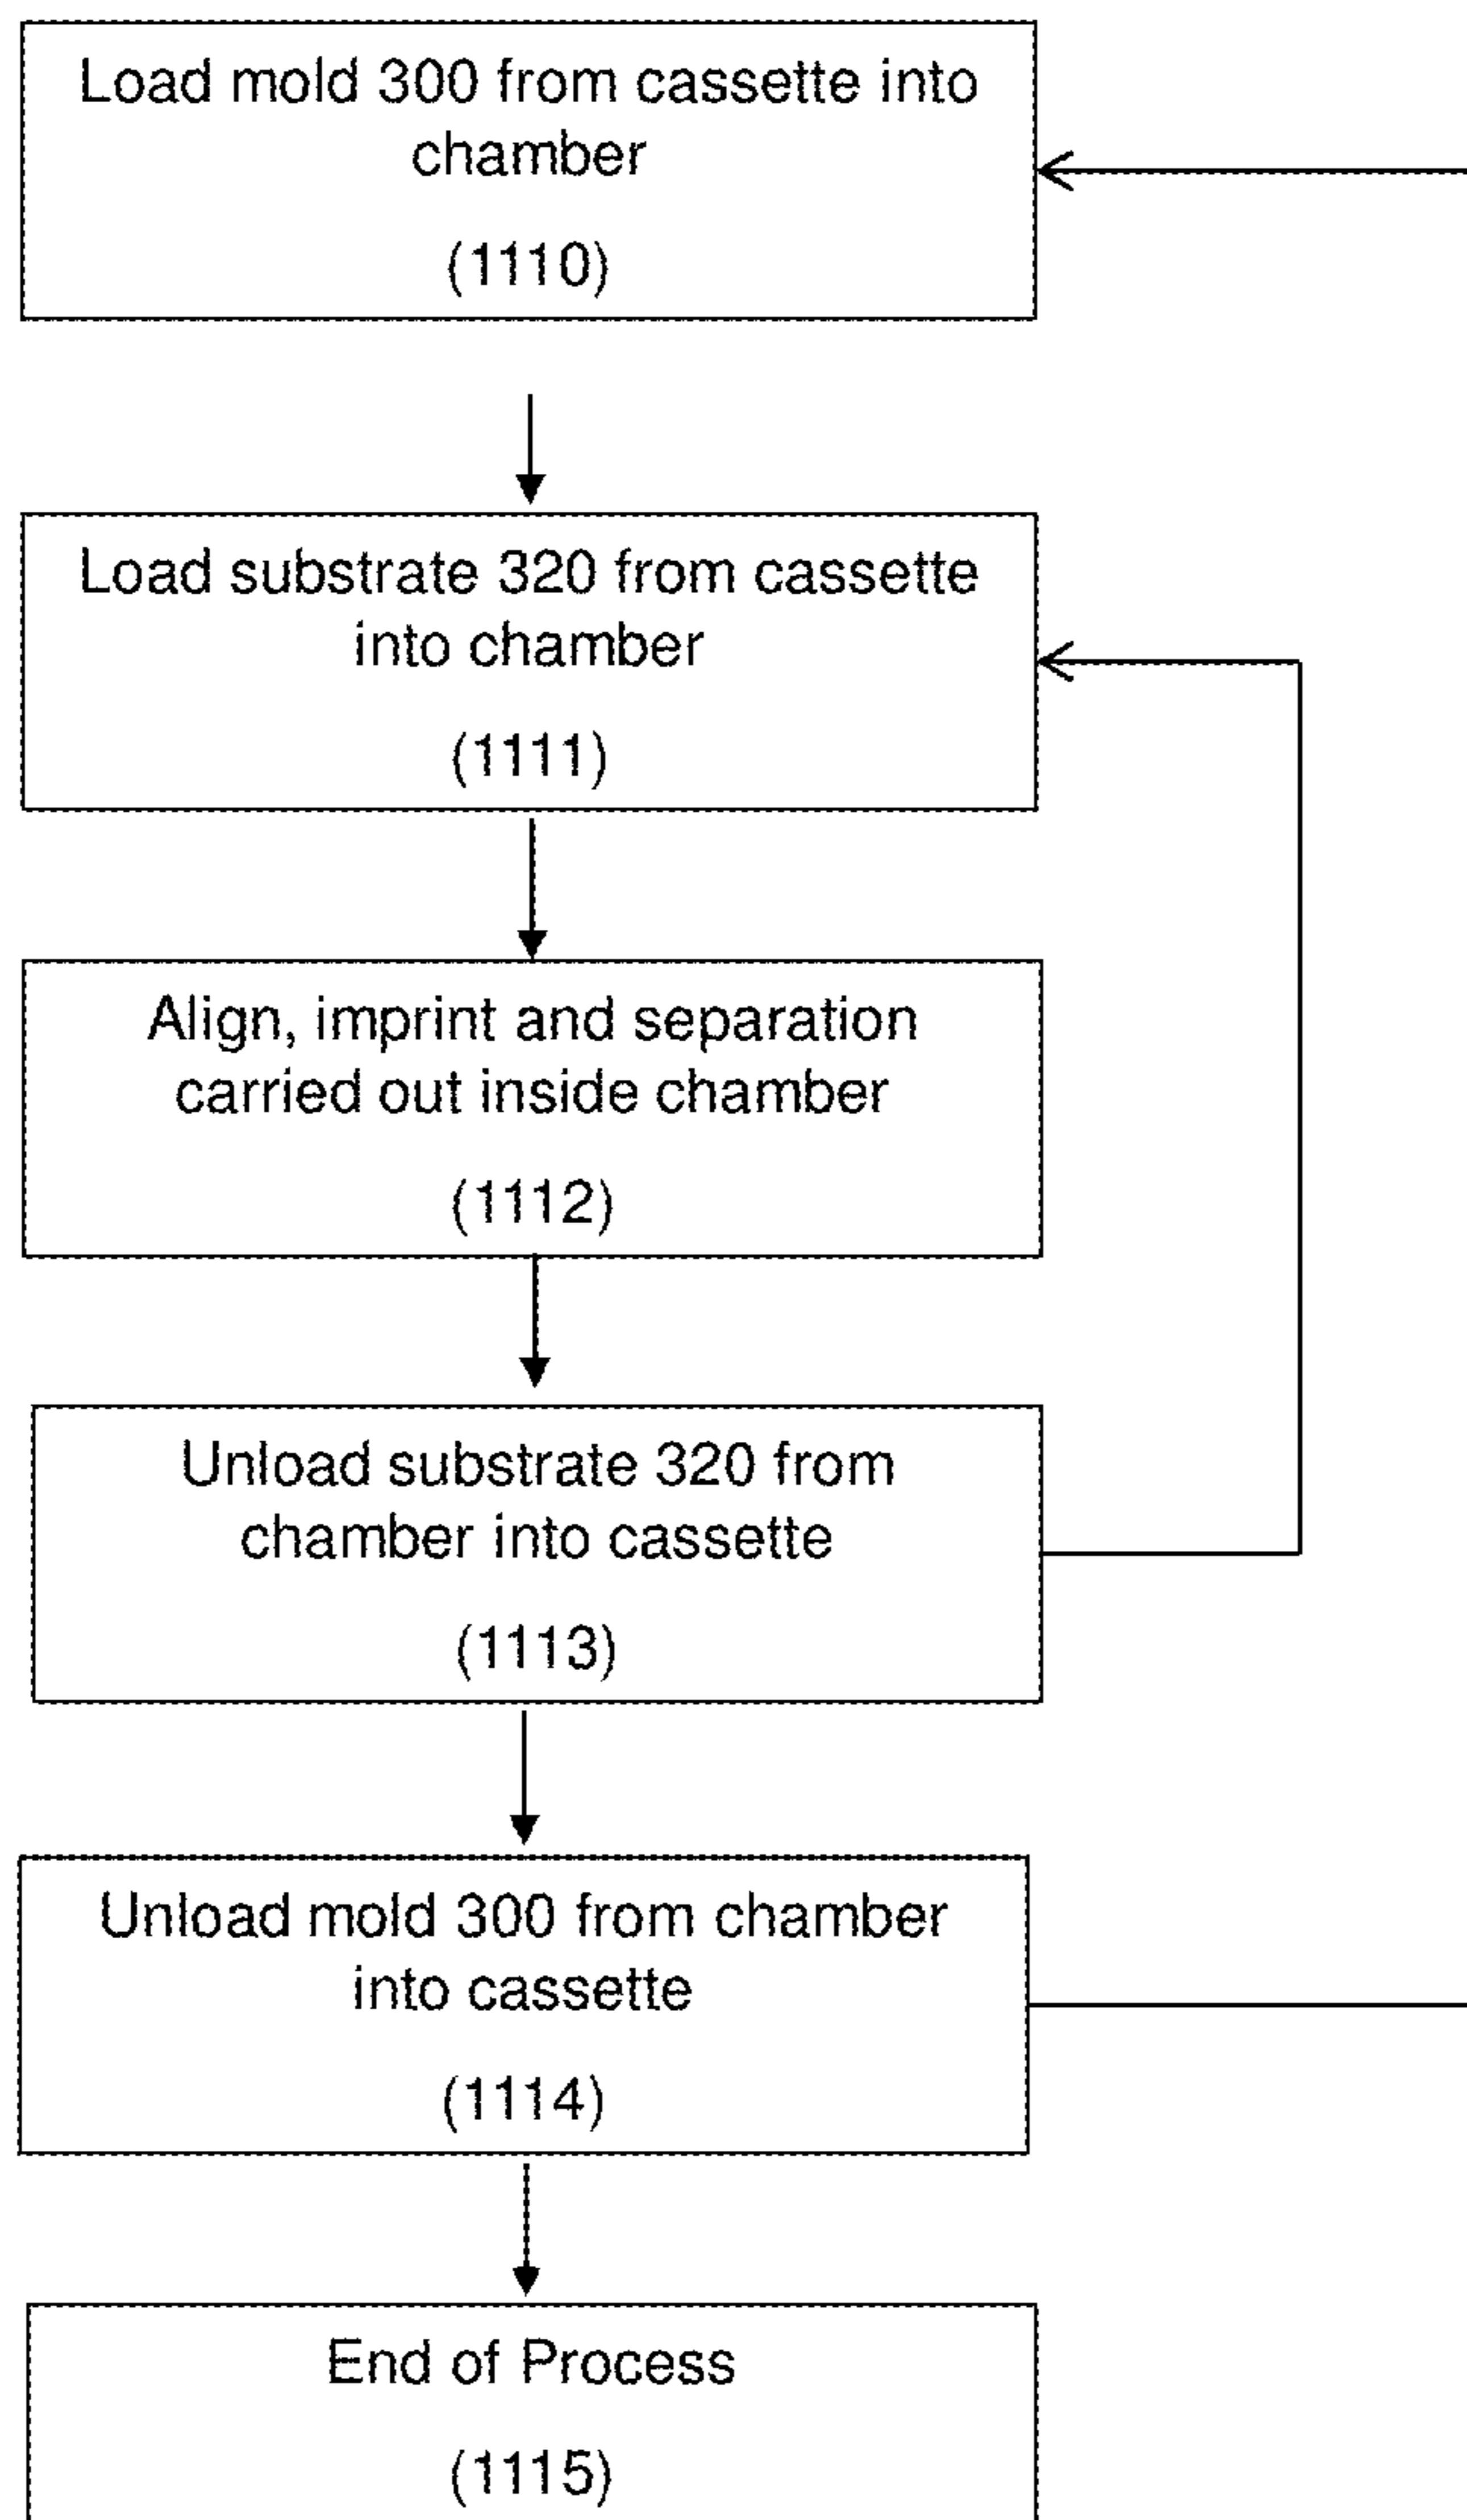 Load mold 300 from cassette into
chamber
(1110)
Load substrate 320 from cassette
into chamber
(1111)
Align, imprint and separation
carried out inside chamber
(1112)
Unload substrate 320 from
chamber into cassette
(1113)
Unload mold 300 from chamber
into cassette
(1114)
End of Process
(1115)